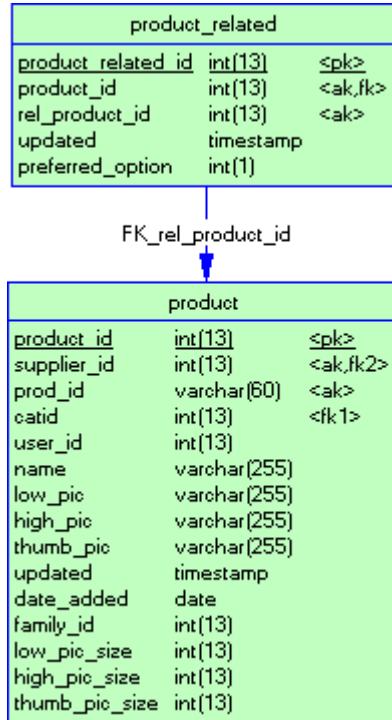 product_related
product_related_id int(13) <pk>
product_id int(13) <ak,fk>
rel_product_id int(13) <ak>
updated timestamp
preferred_option int(1)
FK_rel_product_id
product
product_id int(13) <pk>
supplier_id int(13) <ak,fk2>
prod_id varchar(60) <ak>
catid int(13) <fk1>
user_id int(13)
name varchar(255)
low_pic varchar(255)
high_pic varchar(255)
thumb_pic varchar(255)
updated timestamp
date_added date
family_id int(13)
low_pic_size int(13)
high_pic_size int(13)
thumb_pic_size int(13)